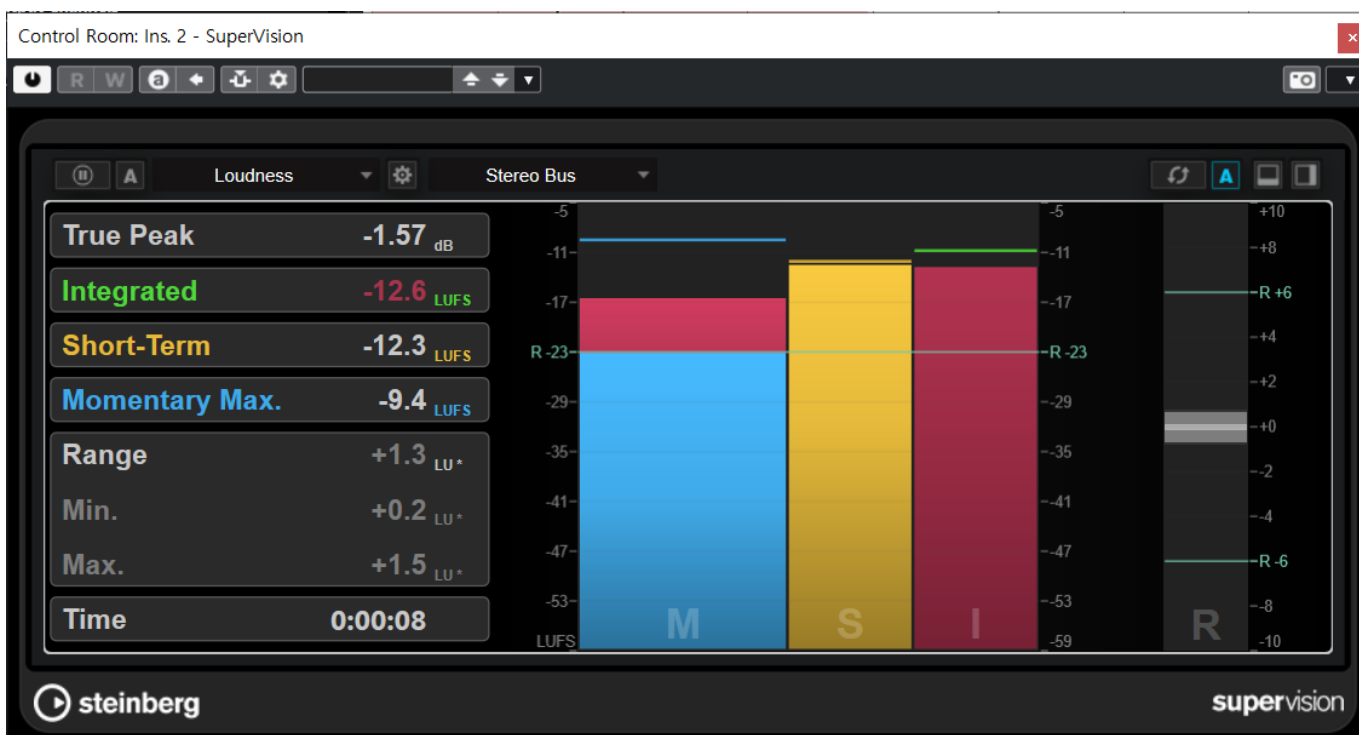 Control Room: Ins. 2 - SuperVision
×
R W a
A Loudness Stereo Bus A
True Peak -1.57 dB
Integrated -12.6 LUFS
Short-Term -12.3 LUFS
Momentary Max. -9.4 LUFS
Range +1.3 LU*
Min. +0.2 LU*
Max. +1.5 LU*
Time 0:00:08
-5
-11
-17
R -23
-29
-35
-41
-47
-53
LUFS
M S I
-5
-11
-17
R -23
-29
-35
-41
-47
-53
-59
+10
+8
R +6
+4
+2
+0
-2
-4
R -6
-8
-10
R
steinberg
supervision